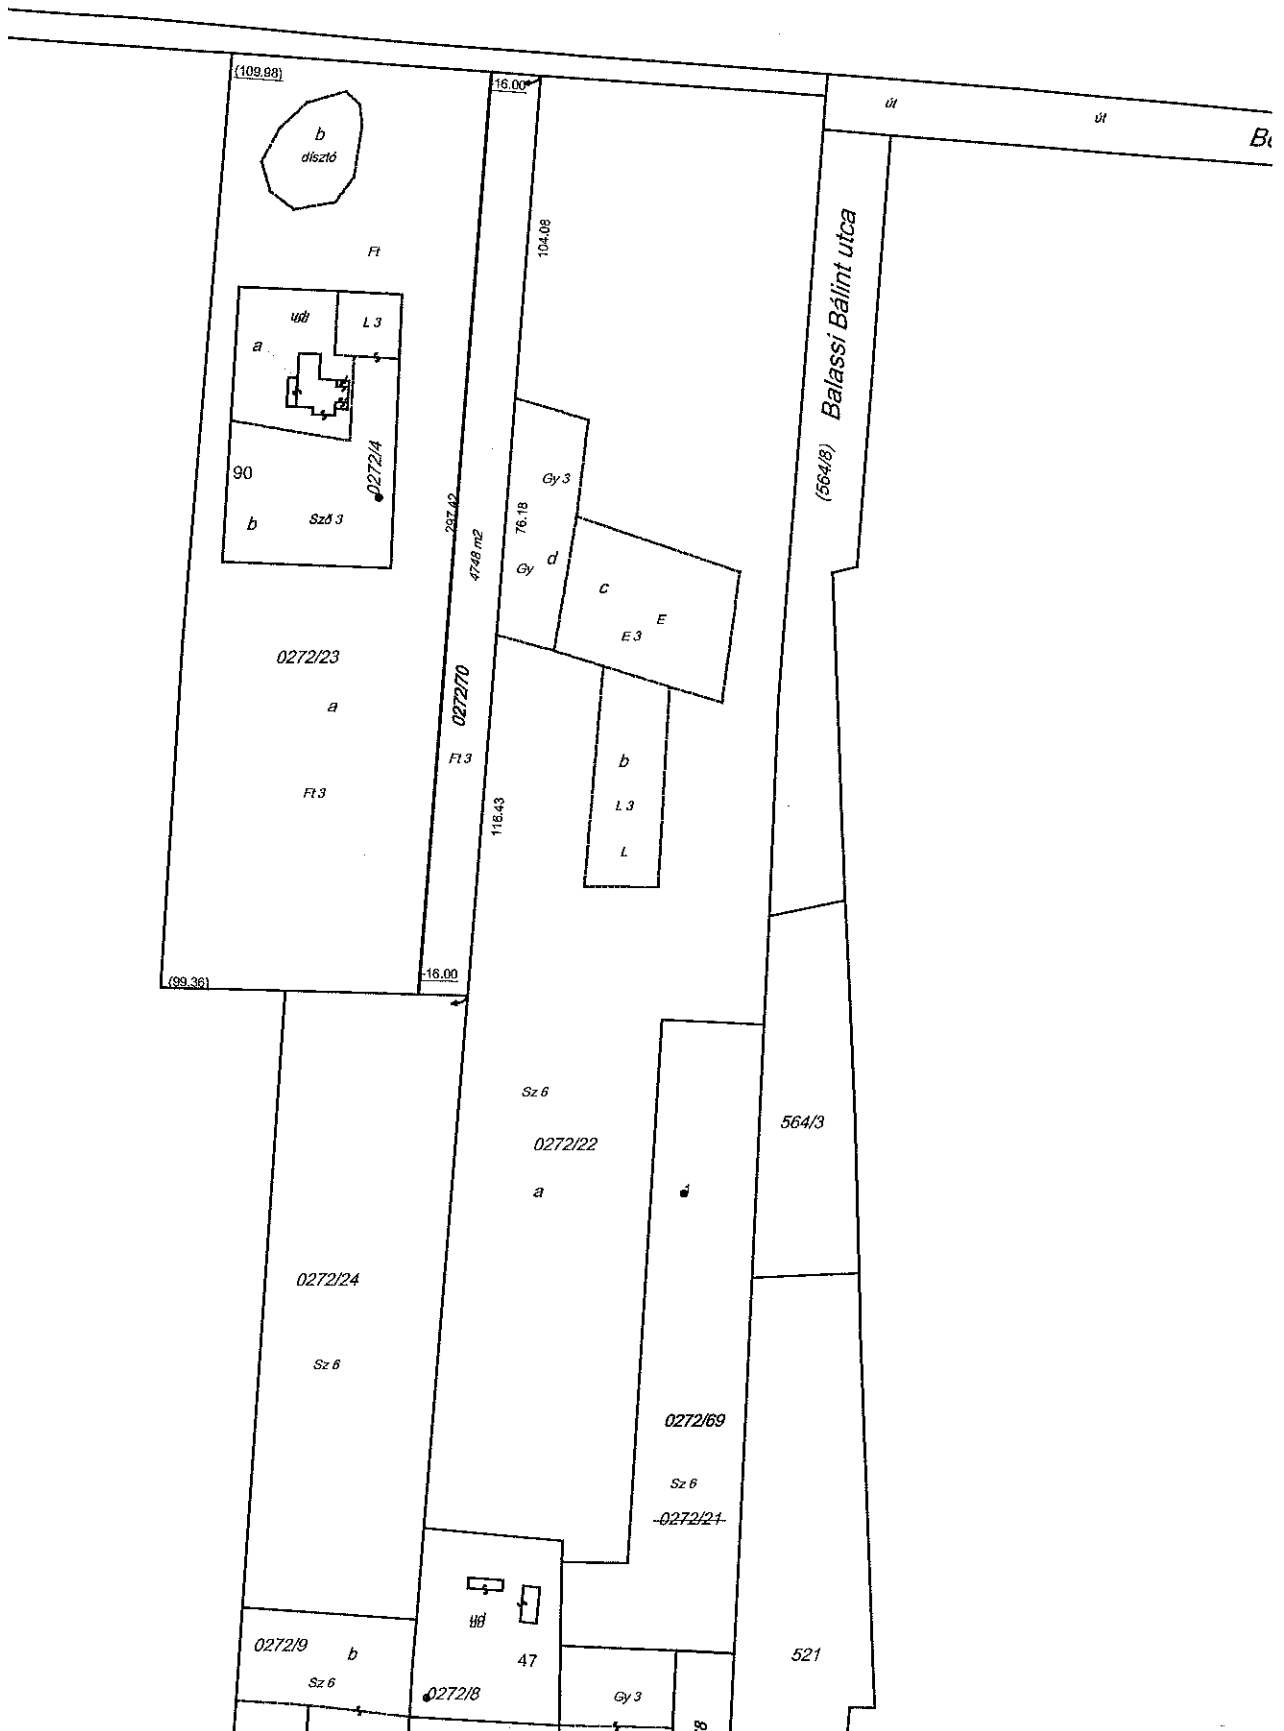 (109.98)
16.00
út
út
b
dísztó
Ft
104.08
Balassi Bálint utca
(564/8)
L 3
a
0272/4
90
b
Sző 3
297.42
4748 m2
76.18
Gy 3
Gy
d
c
E
E 3
0272/23
a
0272/70
Ft 3
Ft 3
116.43
b
L 3
L
(99.36)
16.00
Sz 6
0272/22
a
564/3
0272/24
Sz 6
0272/69
Sz 6
0272/21
0272/9
b
Sz 6
47
0272/8
Gy 3
521